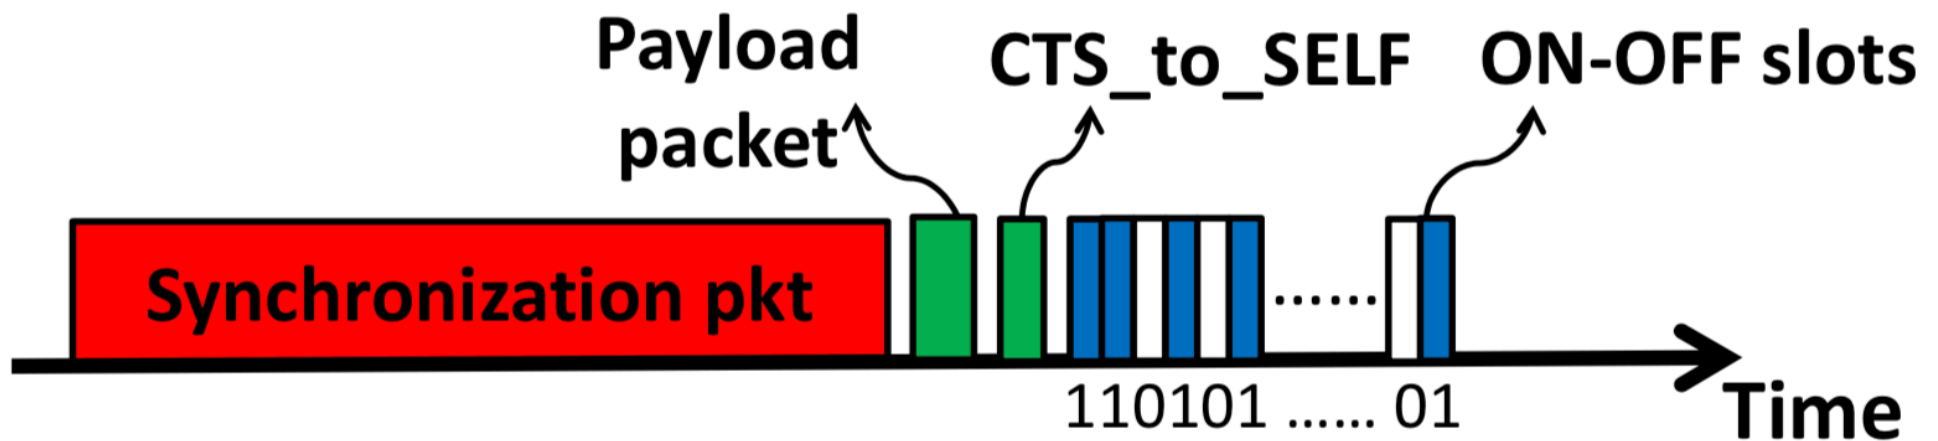 Payload
packet
CTS_to_SELF
ON-OFF slots
Synchronization pkt
.......
110101 ...... 01
Time